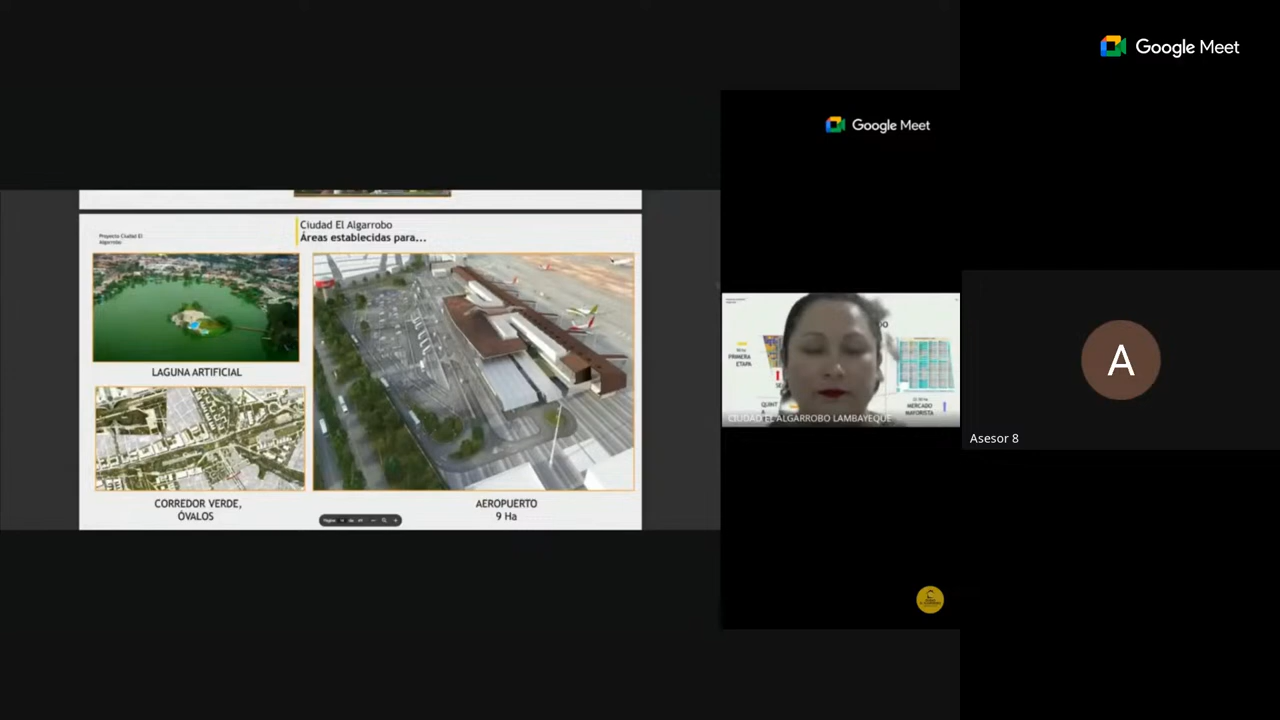 Google Meet
Google Meet
Proyecto Ciudad El
Algarrobo
Ciudad El Algarrobo
Áreas establecidas para...
LAGUNA ARTIFICIAL
CORREDOR VERDE,
ÓVALOS
AEROPUERTO
9 Ha
Página
PRIMERA
ETAPA
MERCADO
MAYORISTA
CIUDAD EL ALGARROBO LAMBAYEQUE
A
Asesor 8